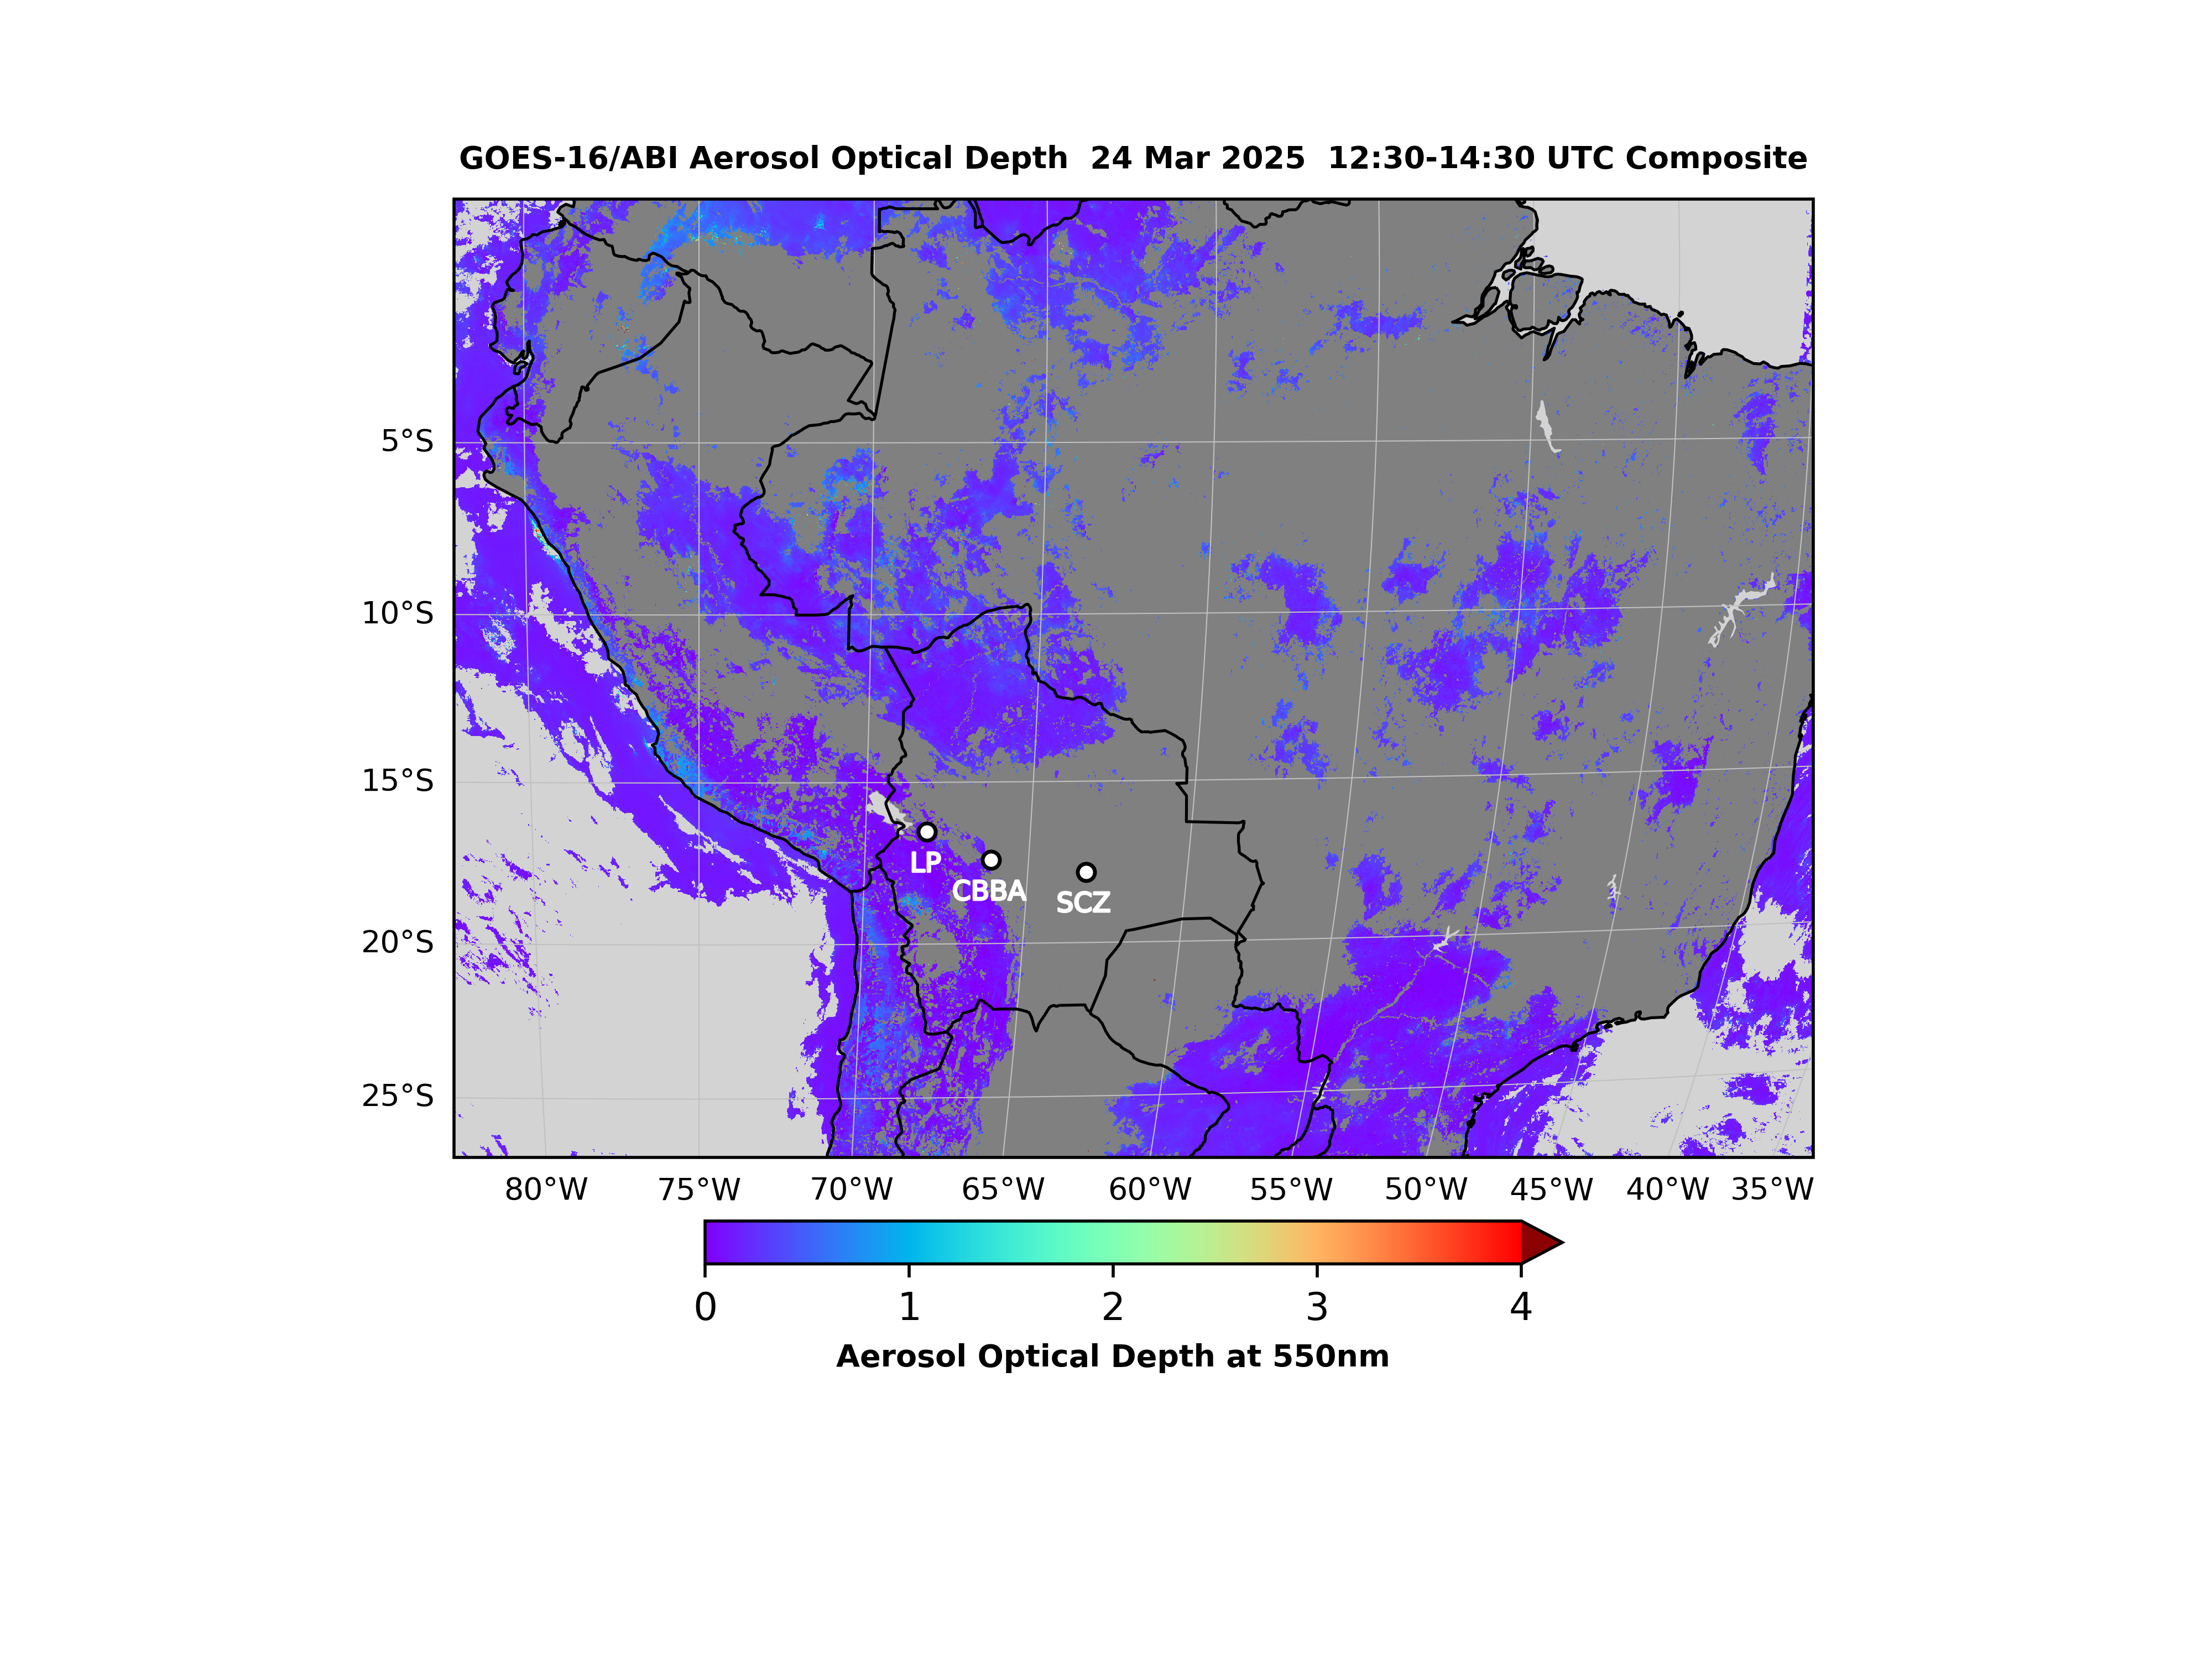 GOES-16/ABI Aerosol Optical Depth  24 Mar 2025  12:30-14:30 UTC Composite
5°S
10°S
15°S
LP
CBBA
SCZ
20°S
25°S
80°W 75°W 70°W 65°W 60°W 55°W 50°W 45°W 40°W 35°W
0 1 2 3 4
Aerosol Optical Depth at 550nm